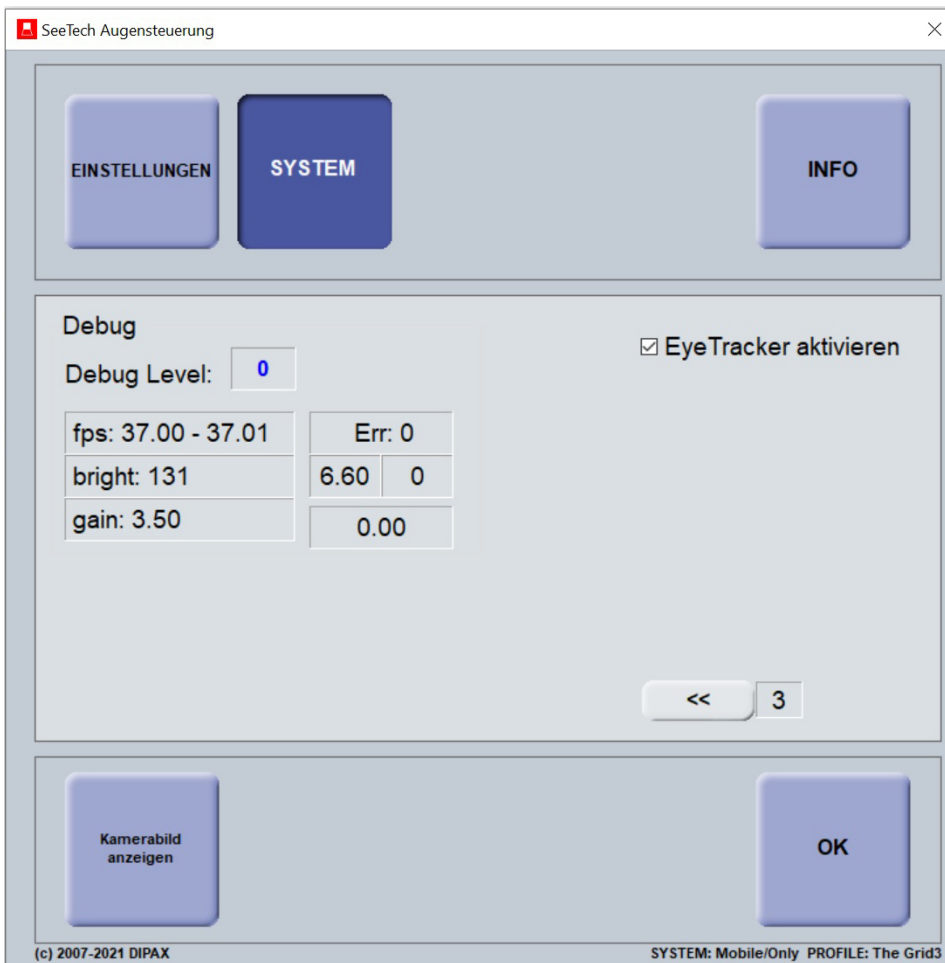 SeeTech Augensteuerung
EINSTELLUNGEN
SYSTEM
INFO
Debug
EyeTracker aktivieren
Debug Level: 0
fps: 37.00 - 37.01
Err: 0
bright: 131
6.60
0
gain: 3.50
0.00
<<
3
Kamerabild
anzeigen
OK
(c) 2007-2021 DIPAX
SYSTEM: Mobile/Only PROFILE: The Grid3